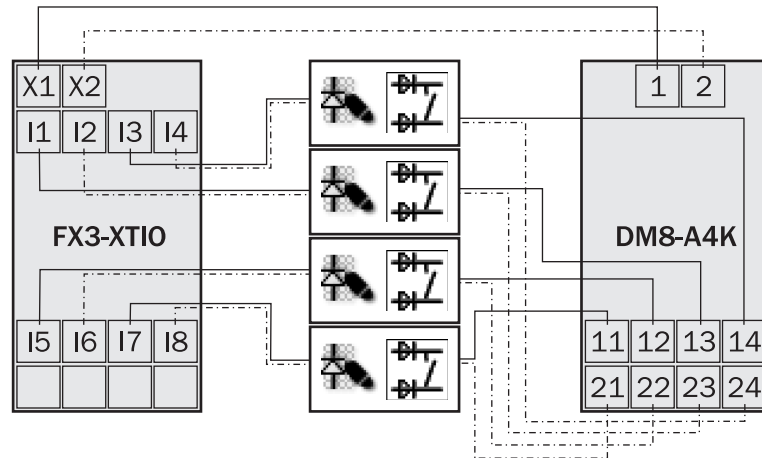 X1 X2 1 2
I1 I2 I3 I4
FX3-XTIO DM8-A4K
I5 I6 I7 I8 11 12 13 14
21 22 23 24